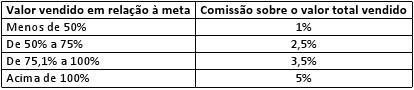 Valor vendido em relação à meta Comissão sobre o valor total vendido
Menos de 50% 1%
De 50% a 75% 2,5%
De 75,1% a 100% 3,5%
Acima de 100% 5%